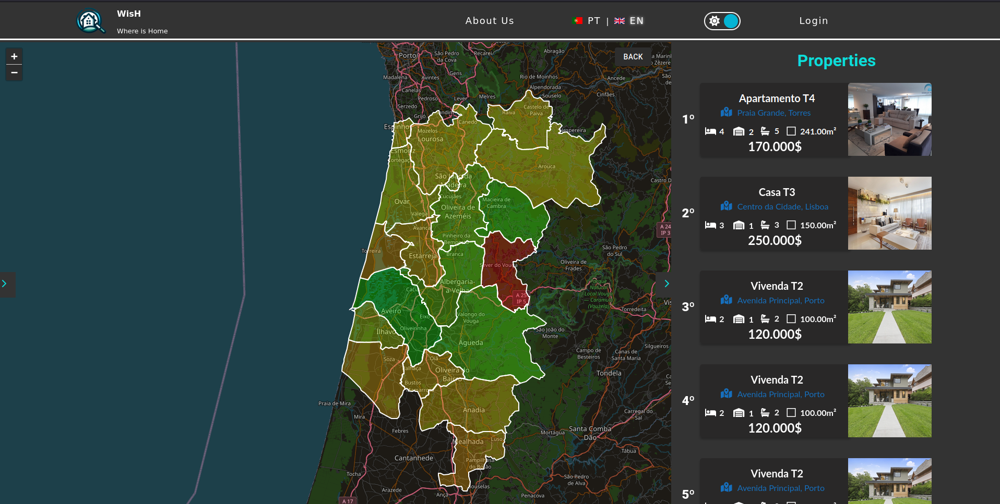 WisH
Where is Home
About Us
PT | EN
Login
+
−
BACK
Porto
São Pedro
da Cova
Recarei
Abragão
Madalena
Avintes
Gens
Rio de Moinhos
Ancede
Canelas
Pedroso
Lever
Melres
Alpendorada
Souselo
Cinfães
Serzedo
Grijó
Sandim
Raiva
Castelo de
Paiva
Espinho
Canedo
Nespereira
Mozelos
Lourosa
Esmoriz
Cortegaça
Arouca
São João da
Madeira
Castro D
Ovar
Cucujães
Macieira de
Cambra
Oliveira de
Azeméis
Válega
Avanca
A 24
IP 3
Pinheiro da
Bemposta
Torreira
Estarreja
Branca
São Pedro
do Sul
Sever do Vouga
Oliveira de
Frades
Albergaria-
a-Velha
Cacia
Parque
Natural
Local Vouga
— Caramulo
(Vouzela)
A 25
IP 5
Vis
Torredeita
Aveiro
Eixo
Valongo do
Vouga
Oliveirinha
Ílhavo
São João do
Monte
Águeda
Silgueiros
Campo de
Besteiros
Canas de
Santa Maria
Soza
Oiã
Palhaça
Oliveira do
Bairro
Tondela
Bustos
Mamarrosa
Praia de Mira
Mira
Anadia
Carregal do
Sal
Febres
Mortágua
Santa Comba
Dão
Mealhada
Luso
Tábua
Cantanhede
Pampilhosa
do Botão
Tocha
São Pedro
de Alva
Souselas
Arazede
Ançã
Penacova
A 17
Properties
1º
Apartamento T4
Praia Grande, Torres
4 2 5 241.00m²
170.000$
2º
Casa T3
Centro da Cidade, Lisboa
3 1 3 150.00m²
250.000$
3º
Vivenda T2
Avenida Principal, Porto
2 1 2 100.00m²
120.000$
4º
Vivenda T2
Avenida Principal, Porto
2 1 2 100.00m²
120.000$
5º
Vivenda T2
Avenida Principal, Porto